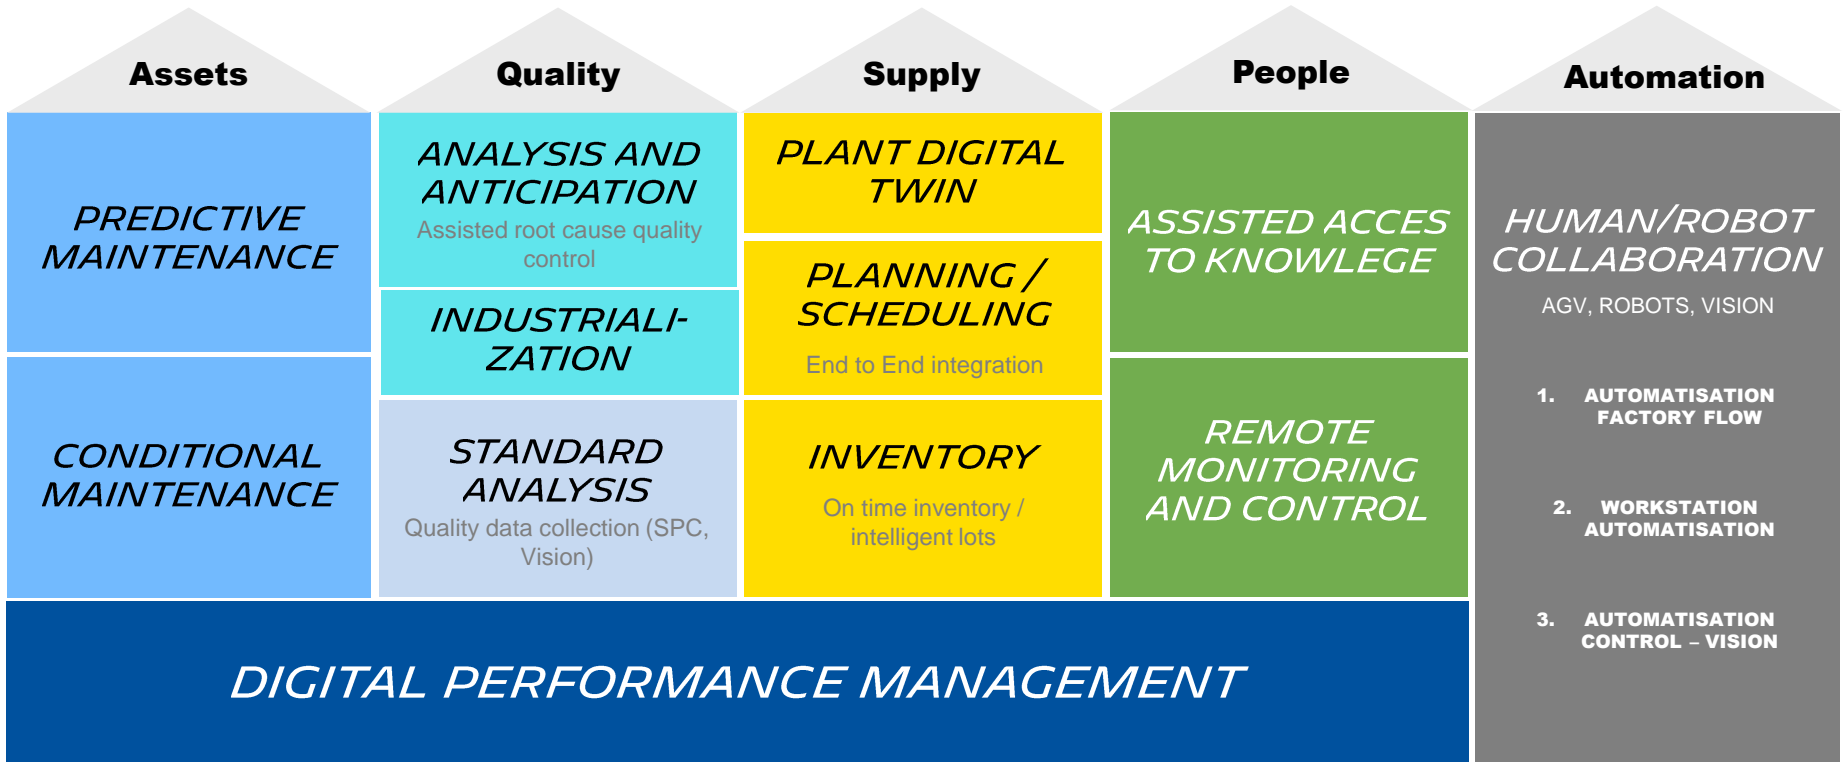 Assets
PREDICTIVE
MAINTENANCE
CONDITIONAL
MAINTENANCE
Quality
ANALYSIS AND
ANTICIPATION
Assisted root cause quality
control
INDUSTRIALI-
ZATION
STANDARD
ANALYSIS
Quality data collection (SPC,
Vision)
Supply
PLANT DIGITAL
TWIN
PLANNING /
SCHEDULING
End to End integration
INVENTORY
On time inventory /
intelligent lots
People
ASSISTED ACCES
TO KNOWLEGE
REMOTE
MONITORING
AND CONTROL
Automation
HUMAN/ROBOT
COLLABORATION
AGV, ROBOTS, VISION
1. AUTOMATISATION
FACTORY FLOW
2. WORKSTATION
AUTOMATISATION
3. AUTOMATISATION
CONTROL – VISION
DIGITAL PERFORMANCE MANAGEMENT